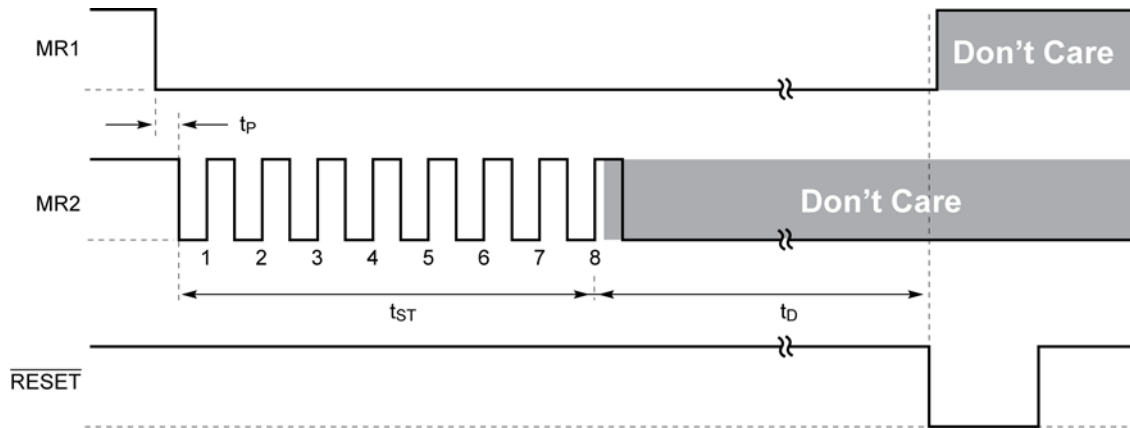 MR1
Don't Care
tP
MR2
Don't Care
1 2 3 4 5 6 7 8
tST
tD
RESET